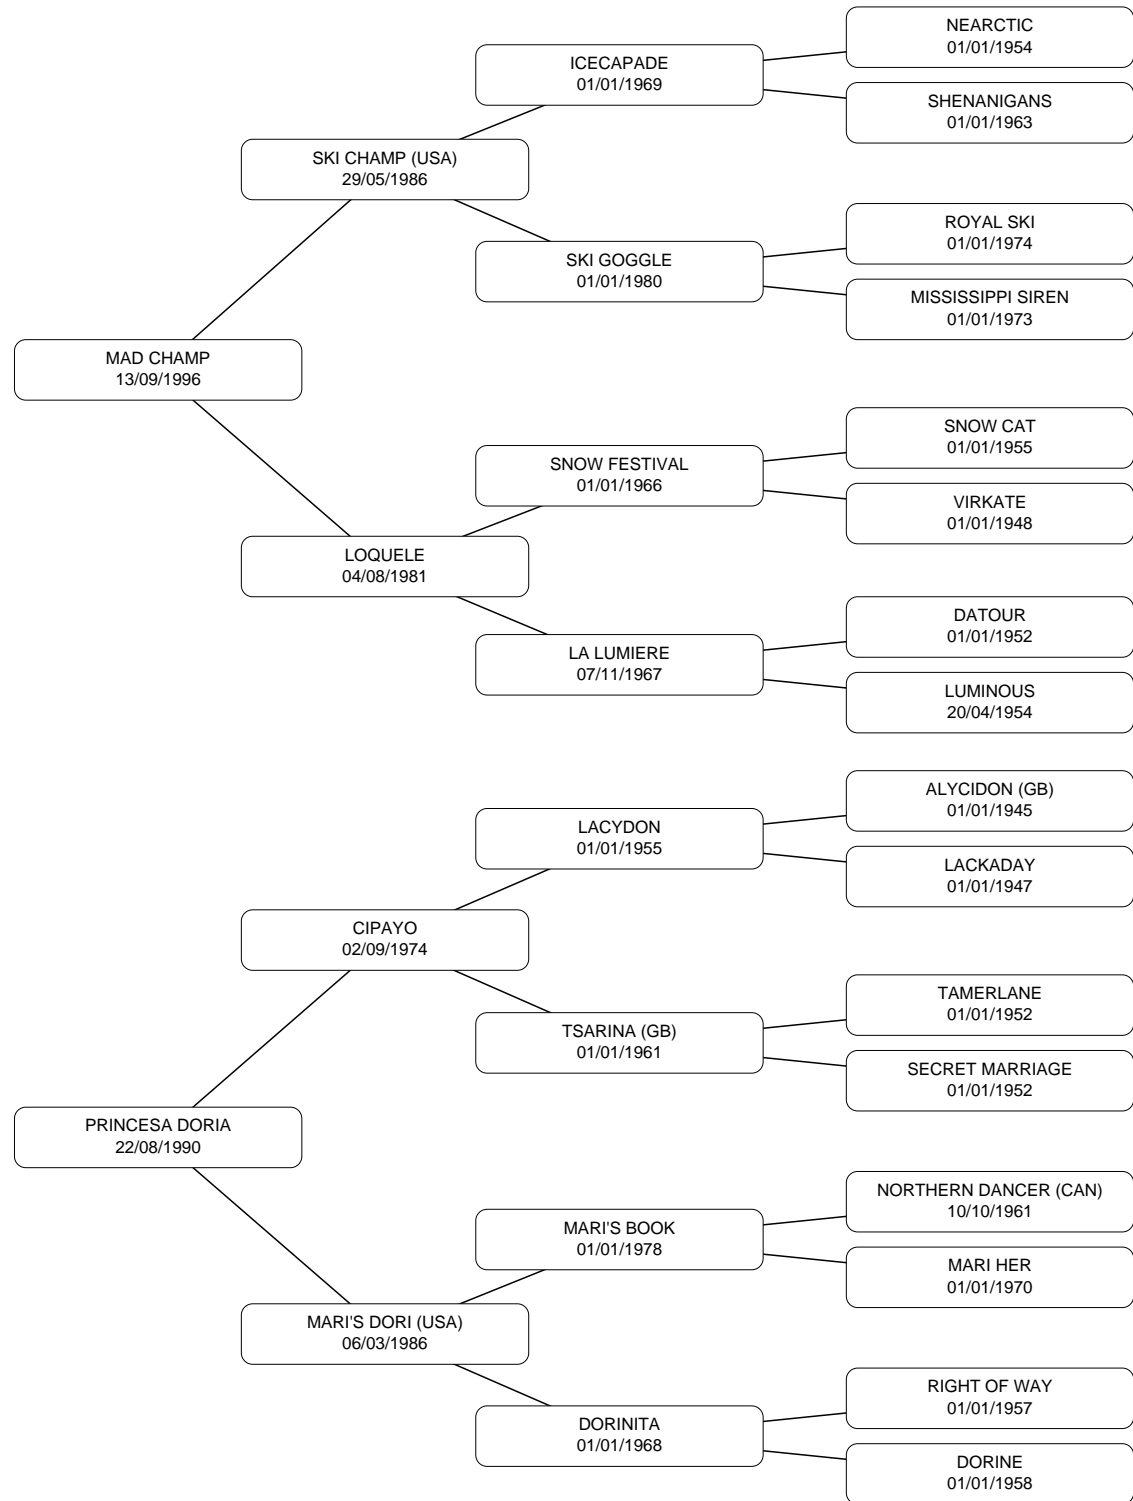 NEARCTIC
01/01/1954
ICECAPADE
01/01/1969
SHENANIGANS
01/01/1963
SKI CHAMP (USA)
29/05/1986
ROYAL SKI
01/01/1974
SKI GOGGLE
01/01/1980
MISSISSIPPI SIREN
01/01/1973
MAD CHAMP
13/09/1996
SNOW CAT
01/01/1955
SNOW FESTIVAL
01/01/1966
VIRKATE
01/01/1948
LOQUELE
04/08/1981
DATOUR
01/01/1952
LA LUMIERE
07/11/1967
LUMINOUS
20/04/1954
ALYCIDON (GB)
01/01/1945
LACYDON
01/01/1955
LACKADAY
01/01/1947
CIPAYO
02/09/1974
TAMERLANE
01/01/1952
TSARINA (GB)
01/01/1961
SECRET MARRIAGE
01/01/1952
PRINCESA DORIA
22/08/1990
NORTHERN DANCER (CAN)
10/10/1961
MARI'S BOOK
01/01/1978
MARI HER
01/01/1970
MARI'S DORI (USA)
06/03/1986
RIGHT OF WAY
01/01/1957
DORINITA
01/01/1968
DORINE
01/01/1958